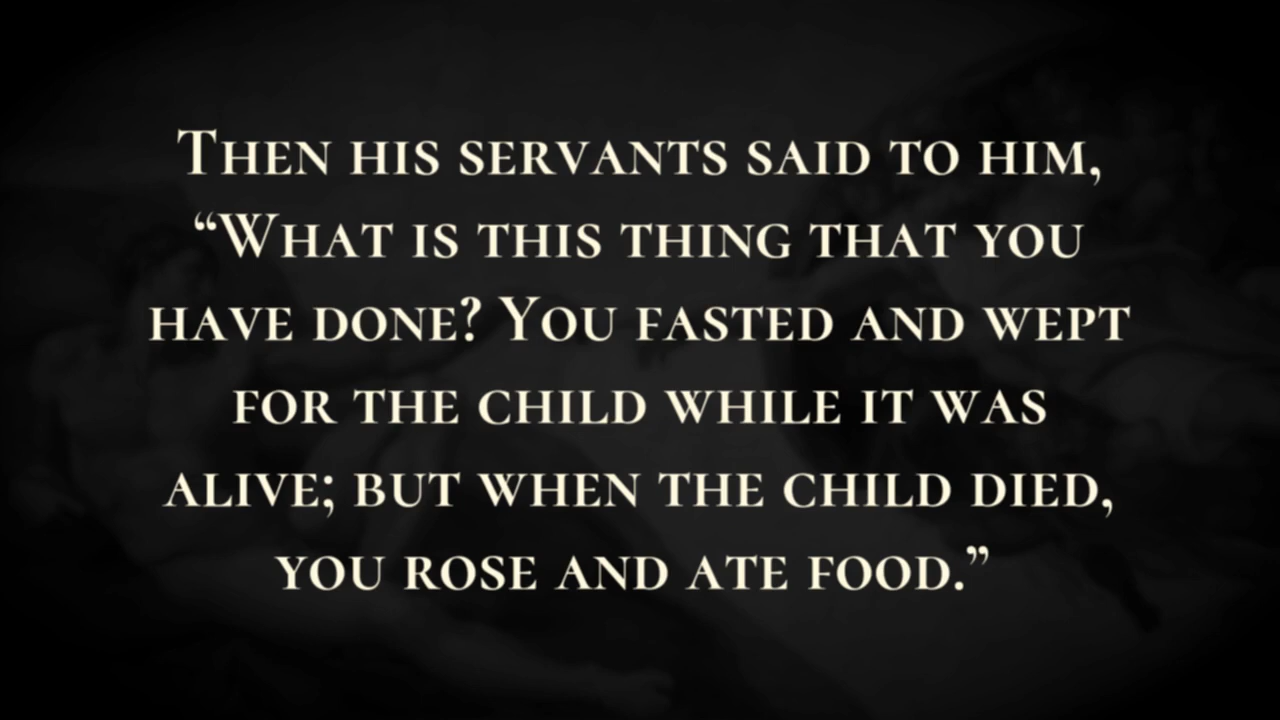 Then his servants said to him,
“What is this thing that you
have done? You fasted and wept
for the child while it was
alive; but when the child died,
you rose and ate food.”